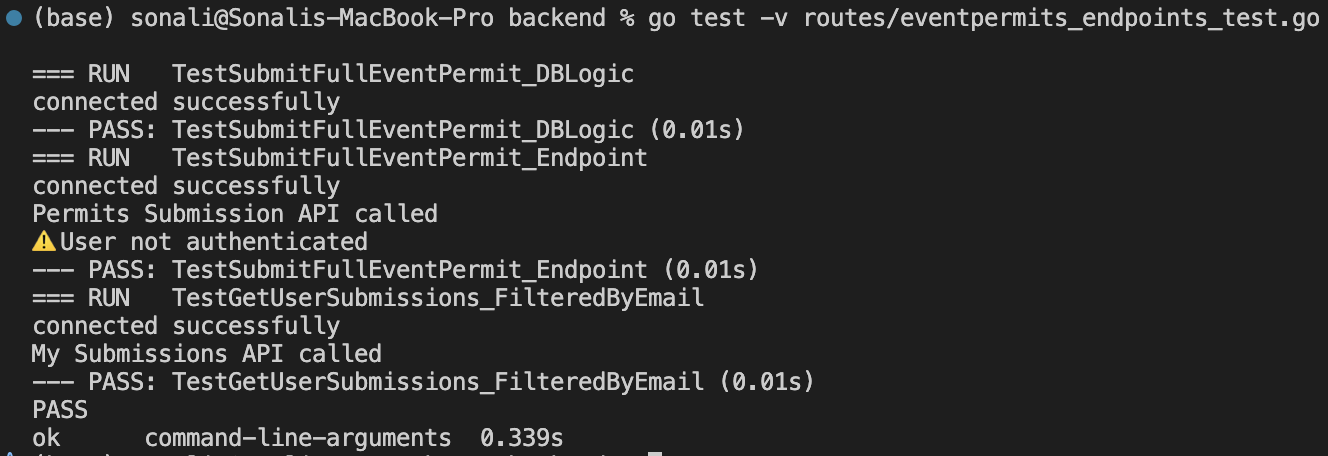 (base) sonali@Sonalis-MacBook-Pro backend % go test -v routes/eventpermits_endpoints_test.go
=== RUN   TestSubmitFullEventPermit_DBLogic
connected successfully
--- PASS: TestSubmitFullEventPermit_DBLogic (0.01s)
=== RUN   TestSubmitFullEventPermit_Endpoint
connected successfully
Permits Submission API called
⚠️User not authenticated
--- PASS: TestSubmitFullEventPermit_Endpoint (0.01s)
=== RUN   TestGetUserSubmissions_FilteredByEmail
connected successfully
My Submissions API called
--- PASS: TestGetUserSubmissions_FilteredByEmail (0.01s)
PASS
ok      command-line-arguments  0.339s